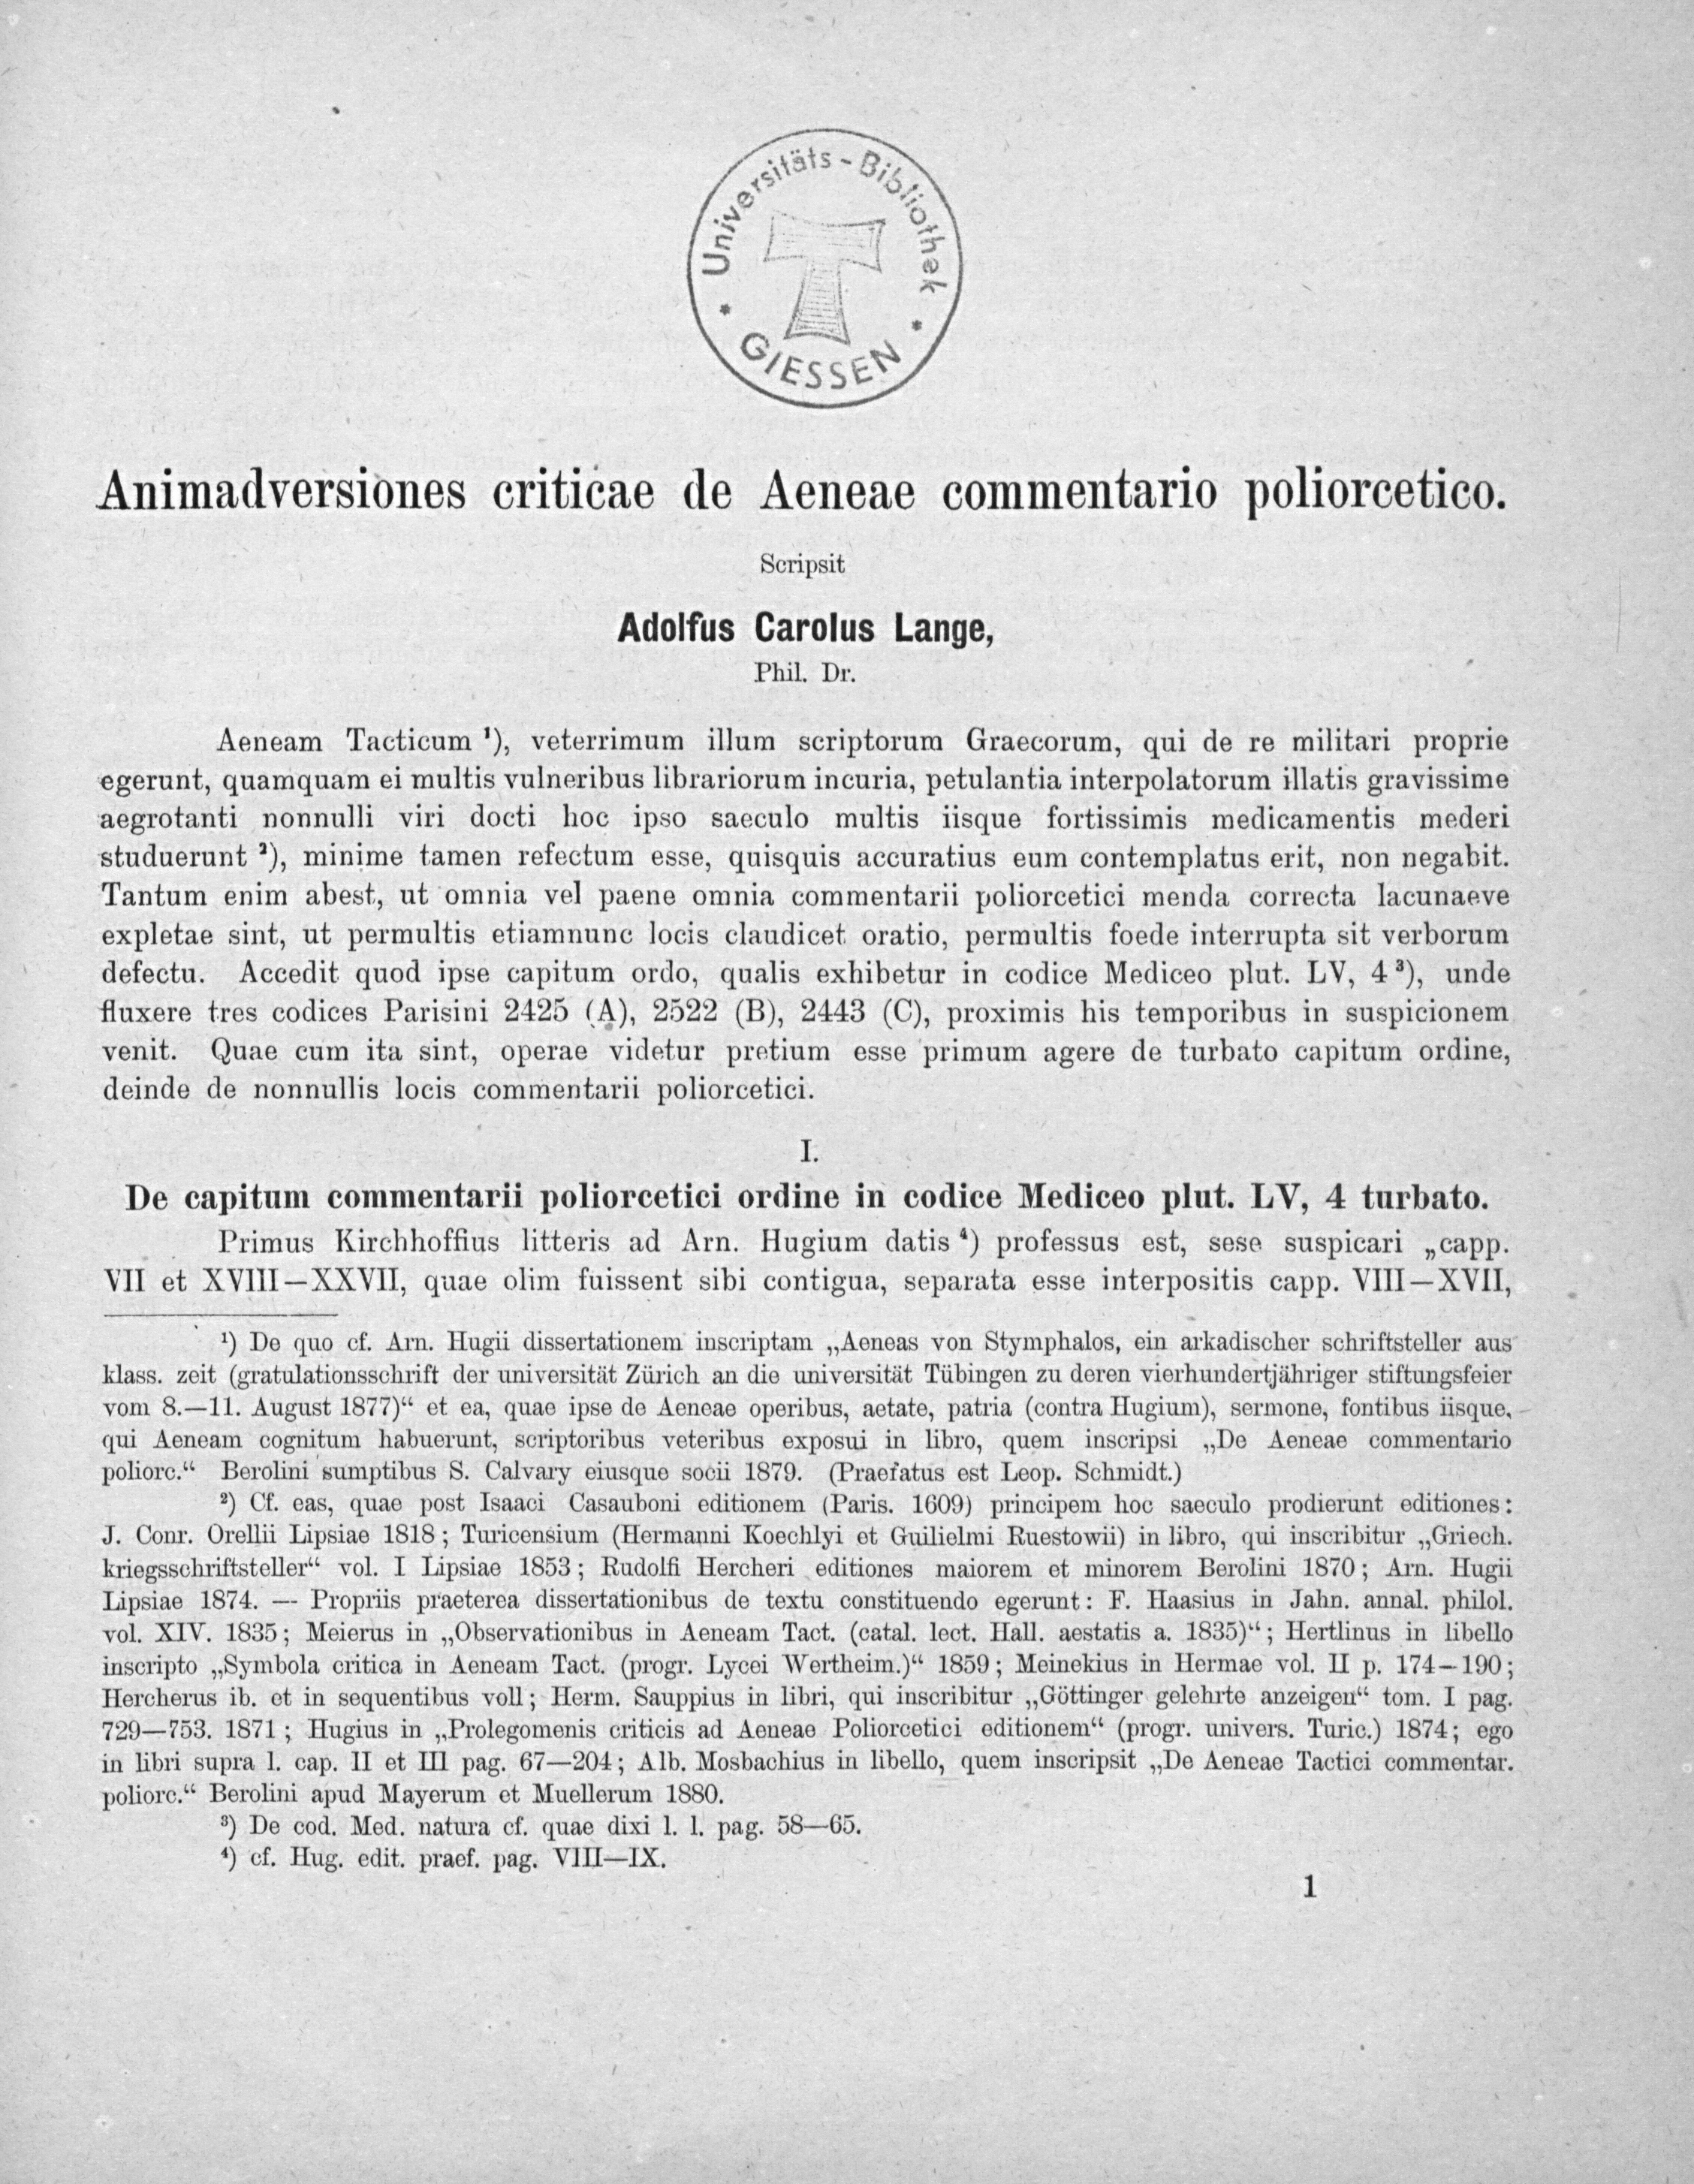 Universitäts-Bibliothek
* GIESSEN *
Animadversiones criticae de Aeneae commentario poliorcetico.
Scripsit
Adolfus Carolus Lange,
Phil. Dr.
Aeneam Tacticum ¹), veterrimum illum scriptorum Graecorum, qui de re militari proprie
egerunt, quamquam ei multis vulneribus librariorum incuria, petulantia interpolatorum illatis gravissime
aegrotanti nonnulli viri docti hoc ipso saeculo multis iisque fortissimis medicamentis mederi
studuerunt ²), minime tamen refectum esse, quisquis accuratius eum contemplatus erit, non negabit.
Tantum enim abest, ut omnia vel paene omnia commentarii poliorcetici menda correcta lacunaeve
expletae sint, ut permultis etiamnunc locis claudicet oratio, permultis foede interrupta sit verborum
defectu. Accedit quod ipse capitum ordo, qualis exhibetur in codice Mediceo plut. LV, 4 ³), unde
fluxere tres codices Parisini 2425 (A), 2522 (B), 2443 (C), proximis his temporibus in suspicionem
venit. Quae cum ita sint, operae videtur pretium esse primum agere de turbato capitum ordine,
deinde de nonnullis locis commentarii poliorcetici.
I.
De capitum commentarii poliorcetici ordine in codice Mediceo plut. LV, 4 turbato.
Primus Kirchhoffius litteris ad Arn. Hugium datis ⁴) professus est, sese suspicari „capp.
VII et XVIII—XXVII, quae olim fuissent sibi contigua, separata esse interpositis capp. VIII—XVII,
¹) De quo cf. Arn. Hugii dissertationem inscriptam „Aeneas von Stymphalos, ein arkadischer schriftsteller aus
klass. zeit (gratulationsschrift der universität Zürich an die universität Tübingen zu deren vierhundertjähriger stiftungsfeier
vom 8.—11. August 1877)“ et ea, quae ipse de Aeneae operibus, aetate, patria (contra Hugium), sermone, fontibus iisque,
qui Aeneam cognitum habuerunt, scriptoribus veteribus exposui in libro, quem inscripsi „De Aeneae commentario
poliorc.“ Berolini sumptibus S. Calvary eiusque socii 1879. (Praefatus est Leop. Schmidt.)
²) Cf. eas, quae post Isaaci Casauboni editionem (Paris. 1609) principem hoc saeculo prodierunt editiones:
J. Conr. Orellii Lipsiae 1818; Turicensium (Hermanni Koechlyi et Guilielmi Ruestowii) in libro, qui inscribitur „Griech.
kriegsschriftsteller“ vol. I Lipsiae 1853; Rudolfi Hercheri editiones maiorem et minorem Berolini 1870; Arn. Hugii
Lipsiae 1874. — Propriis praeterea dissertationibus de textu constituendo egerunt: F. Haasius in Jahn. annal. philol.
vol. XIV. 1835; Meierus in „Observationibus in Aeneam Tact. (catal. lect. Hall. aestatis a. 1835)“; Hertlinus in libello
inscripto „Symbola critica in Aeneam Tact. (progr. Lycei Wertheim.)“ 1859; Meinekius in Hermae vol. II p. 174—190;
Hercherus ib. et in sequentibus voll; Herm. Sauppius in libri, qui inscribitur „Göttinger gelehrte anzeigen“ tom. I pag.
729—753. 1871; Hugius in „Prolegomenis criticis ad Aeneae Poliorcetici editionem“ (progr. univers. Turic.) 1874; ego
in libri supra l. cap. II et III pag. 67—204; Alb. Mosbachius in libello, quem inscripsit „De Aeneae Tactici commentar.
poliorc.“ Berolini apud Mayerum et Muellerum 1880.
³) De cod. Med. natura cf. quae dixi l. l. pag. 58—65.
⁴) cf. Hug. edit. praef. pag. VIII—IX.
1